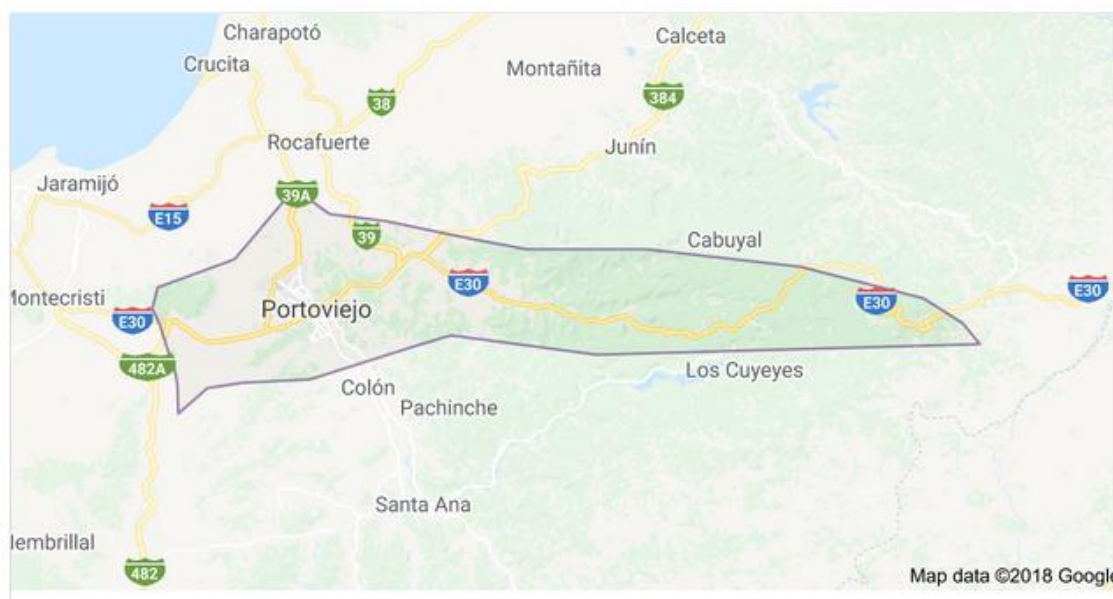 Charapotó
Calceta
Crucita
Montañita
38
384
Rocafuerte
Junín
Jaramijó
39A
E15
39
Cabuyal
Montecristi
E30
E30
E30
Portoviejo
E30
482A
Los Cuyeyes
Colón
Pachinche
Santa Ana
lembrillal
482
Map data ©2018 Google